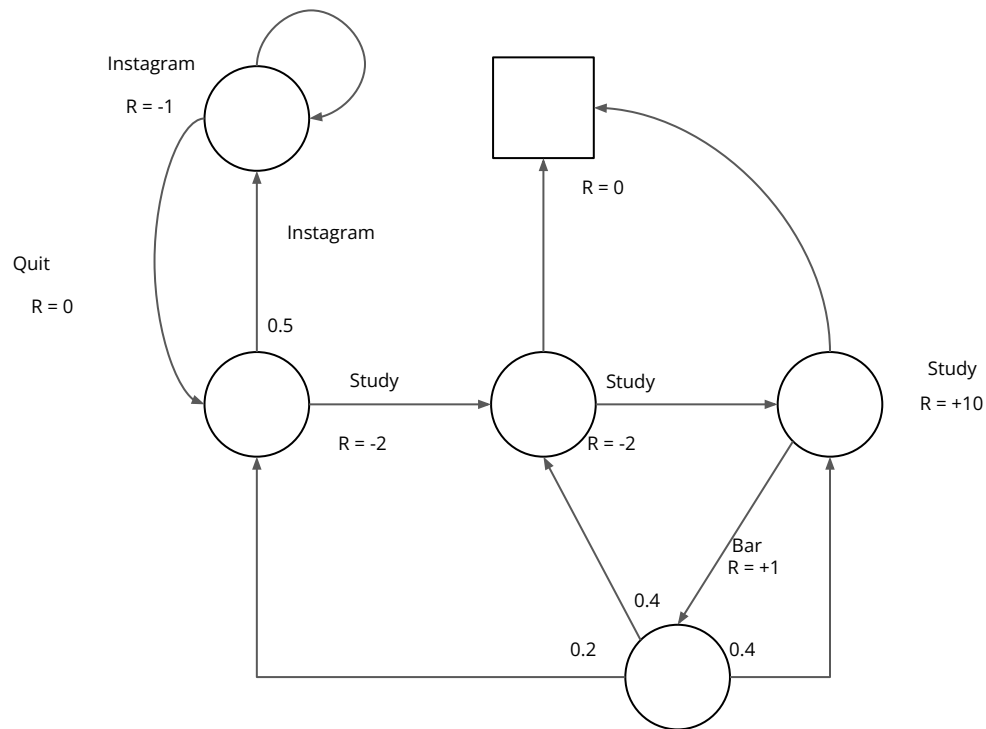 Instagram
R = -1
R = 0
Instagram
Quit
R = 0
0.5
Study
Study
Study
R = +10
R = -2
R = -2
Bar
R = +1
0.4
0.2
0.4